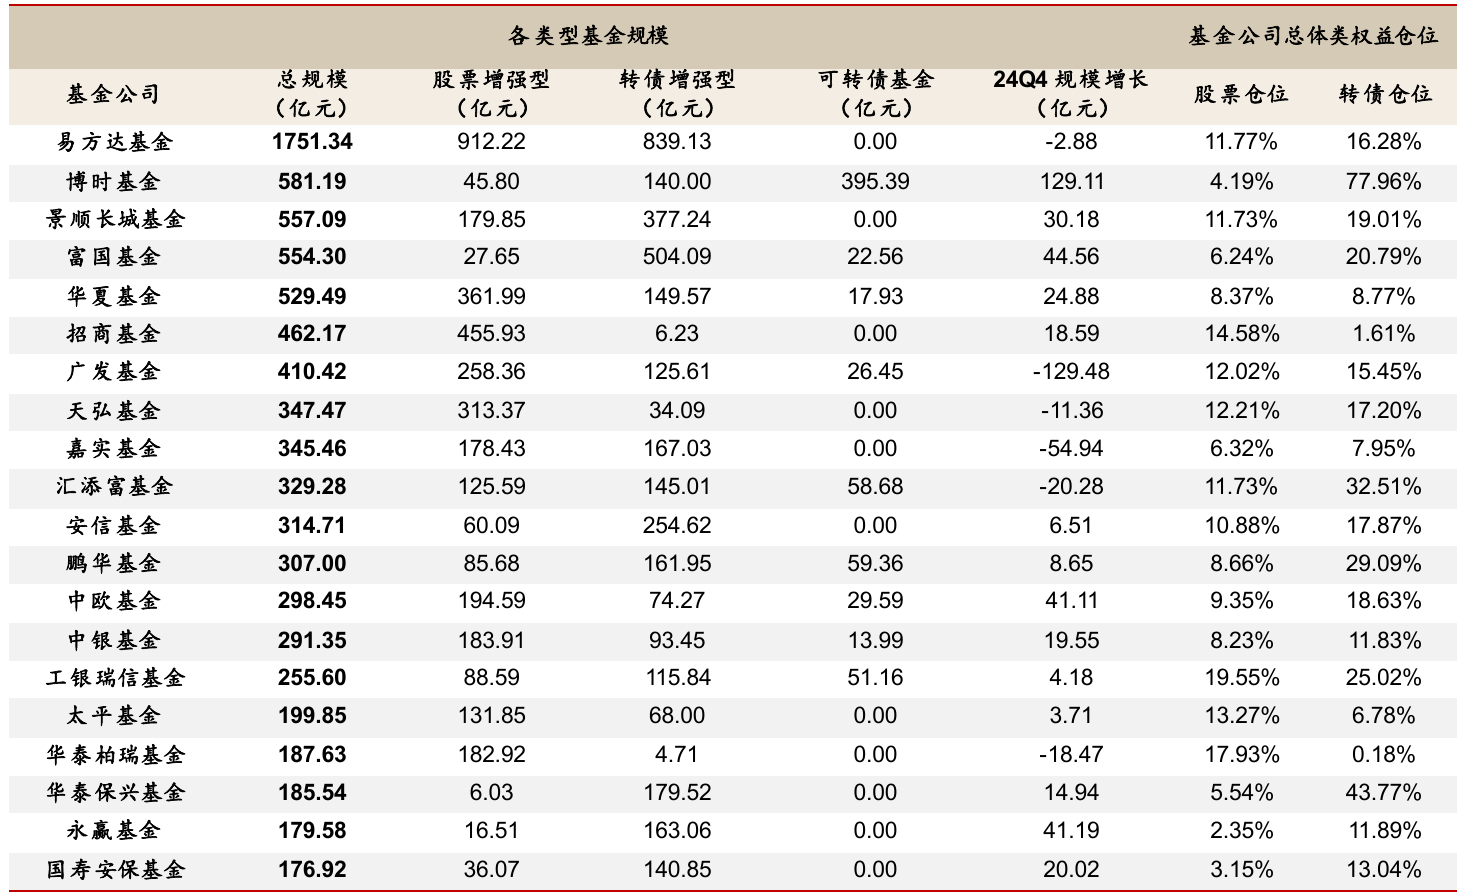 各类型基金规模 基金公司总体类权益仓位
基金公司 总规模（亿元） 股票增强型（亿元） 转债增强型（亿元） 可转债基金（亿元） 24Q4 规模增长（亿元） 股票仓位 转债仓位
易方达基金 1751.34 912.22 839.13 0.00 -2.88 11.77% 16.28%
博时基金 581.19 45.80 140.00 395.39 129.11 4.19% 77.96%
景顺长城基金 557.09 179.85 377.24 0.00 30.18 11.73% 19.01%
富国基金 554.30 27.65 504.09 22.56 44.56 6.24% 20.79%
华夏基金 529.49 361.99 149.57 17.93 24.88 8.37% 8.77%
招商基金 462.17 455.93 6.23 0.00 18.59 14.58% 1.61%
广发基金 410.42 258.36 125.61 26.45 -129.48 12.02% 15.45%
天弘基金 347.47 313.37 34.09 0.00 -11.36 12.21% 17.20%
嘉实基金 345.46 178.43 167.03 0.00 -54.94 6.32% 7.95%
汇添富基金 329.28 125.59 145.01 58.68 -20.28 11.73% 32.51%
安信基金 314.71 60.09 254.62 0.00 6.51 10.88% 17.87%
鹏华基金 307.00 85.68 161.95 59.36 8.65 8.66% 29.09%
中欧基金 298.45 194.59 74.27 29.59 41.11 9.35% 18.63%
中银基金 291.35 183.91 93.45 13.99 19.55 8.23% 11.83%
工银瑞信基金 255.60 88.59 115.84 51.16 4.18 19.55% 25.02%
太平基金 199.85 131.85 68.00 0.00 3.71 13.27% 6.78%
华泰柏瑞基金 187.63 182.92 4.71 0.00 -18.47 17.93% 0.18%
华泰保兴基金 185.54 6.03 179.52 0.00 14.94 5.54% 43.77%
永赢基金 179.58 16.51 163.06 0.00 41.19 2.35% 11.89%
国寿安保基金 176.92 36.07 140.85 0.00 20.02 3.15% 13.04%